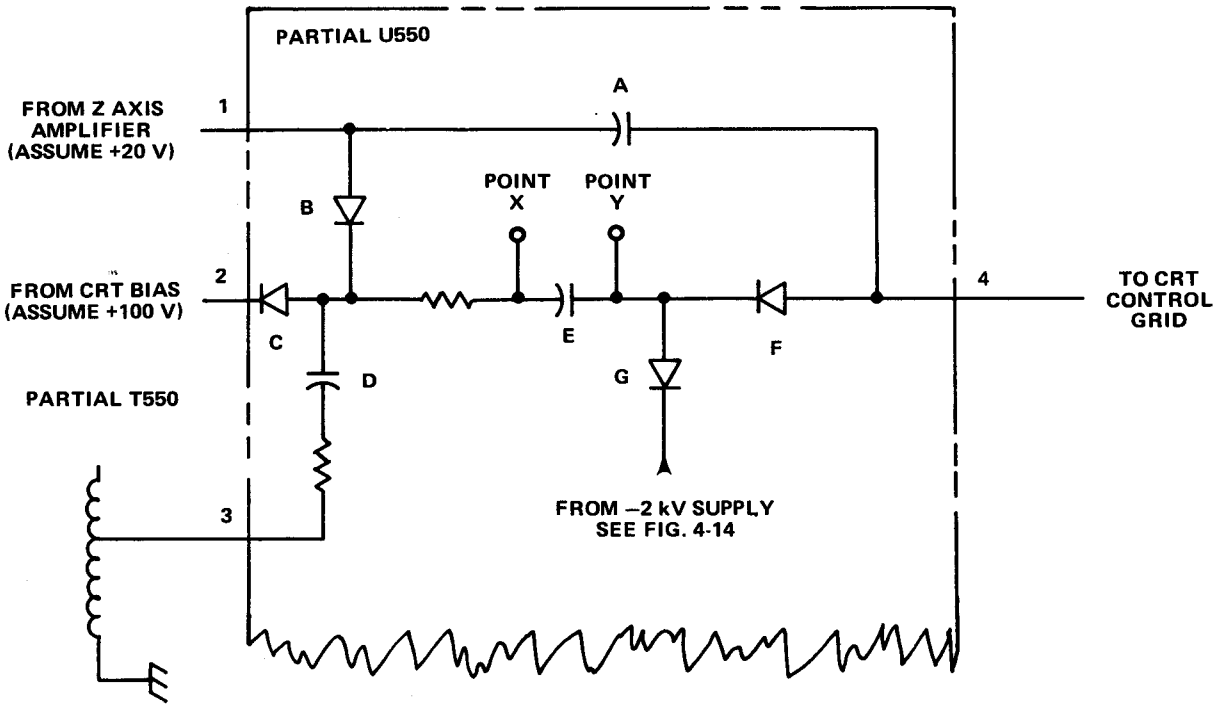 PARTIAL U550
A
FROM Z AXIS
AMPLIFIER
(ASSUME +20 V)
1
B
POINT
X
POINT
Y
FROM CRT BIAS
(ASSUME +100 V)
2
4
TO CRT
CONTROL
GRID
C
E
F
D
G
PARTIAL T550
3
FROM –2 kV SUPPLY
SEE FIG. 4-14